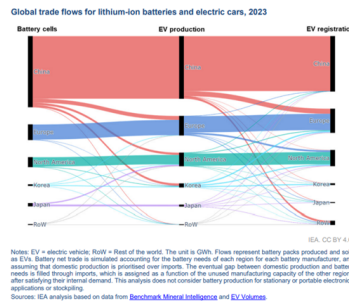 Global trade flows for lithium-ion batteries and electric cars, 2023
Battery cells EV production EV registratio
China China China
Europe Europe Europe
North America North America North America
Korea Korea Korea
Japan Japan Japan
RoW RoW RoW
IEA. CC BY 4.
Notes: EV = electric vehicle; RoW = Rest of the world. The unit is GWh. Flows represent battery packs produced and so
as EVs. Battery net trade is simulated accounting for the battery needs of each region for each battery manufacturer, an
assuming that domestic production is prioritised over imports. The eventual gap between domestic production and batter
needs is filled through imports, which is assigned as a function of the unused manufacturing capacity of the other region
after satisfying their internal demand. This analysis does not consider battery production for stationary or portable electronic
applications or stockpiling.
Sources: IEA analysis based on data from Benchmark Mineral Intelligence and EV Volumes.